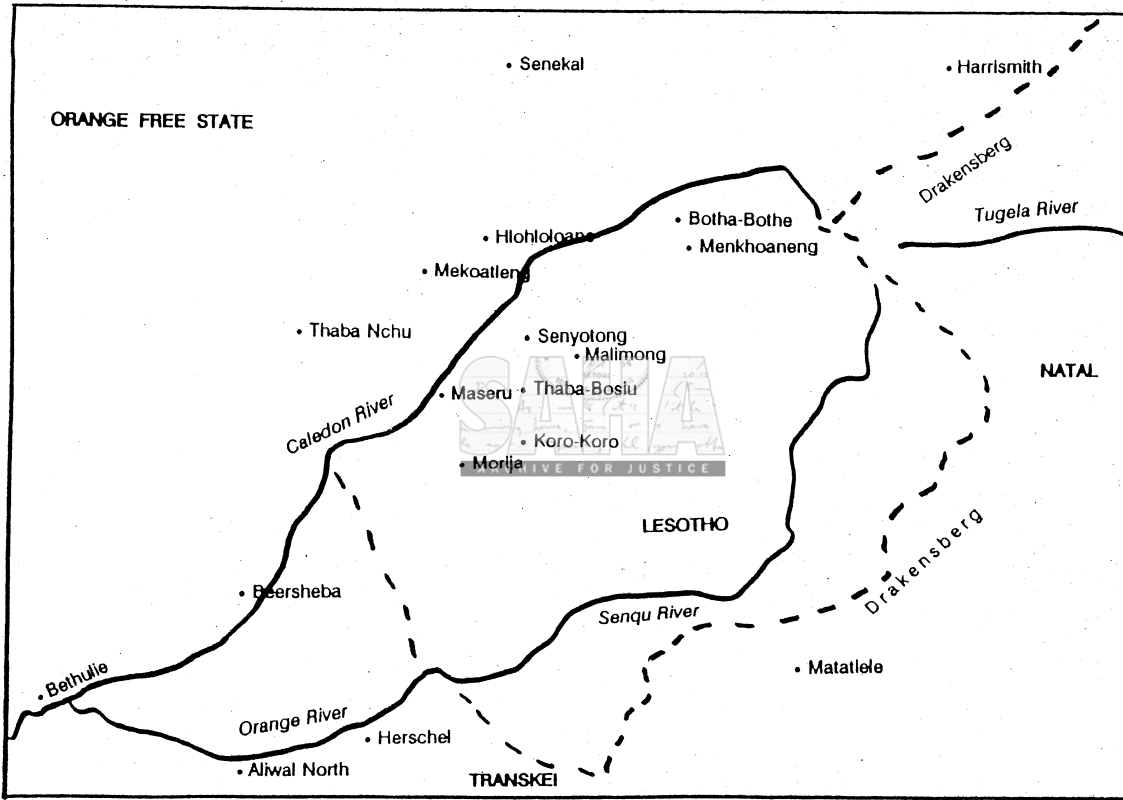 Senekal
Harrismith
ORANGE FREE STATE
Drakensberg
Tugela River
Botha-Bothe
Hlohloloane
Menkhoaneng
Mekoatleng
Thaba Nchu
Senyotong
Malimong
NATAL
Maseru
Thaba-Bosiu
Caledon River
Koro-Koro
Morija
SAHA
ARCHIVE FOR JUSTICE
LESOTHO
Drakensberg
Beersheba
Senqu River
Bethulie
Matatlele
Orange River
Herschel
Aliwal North
TRANSKEI